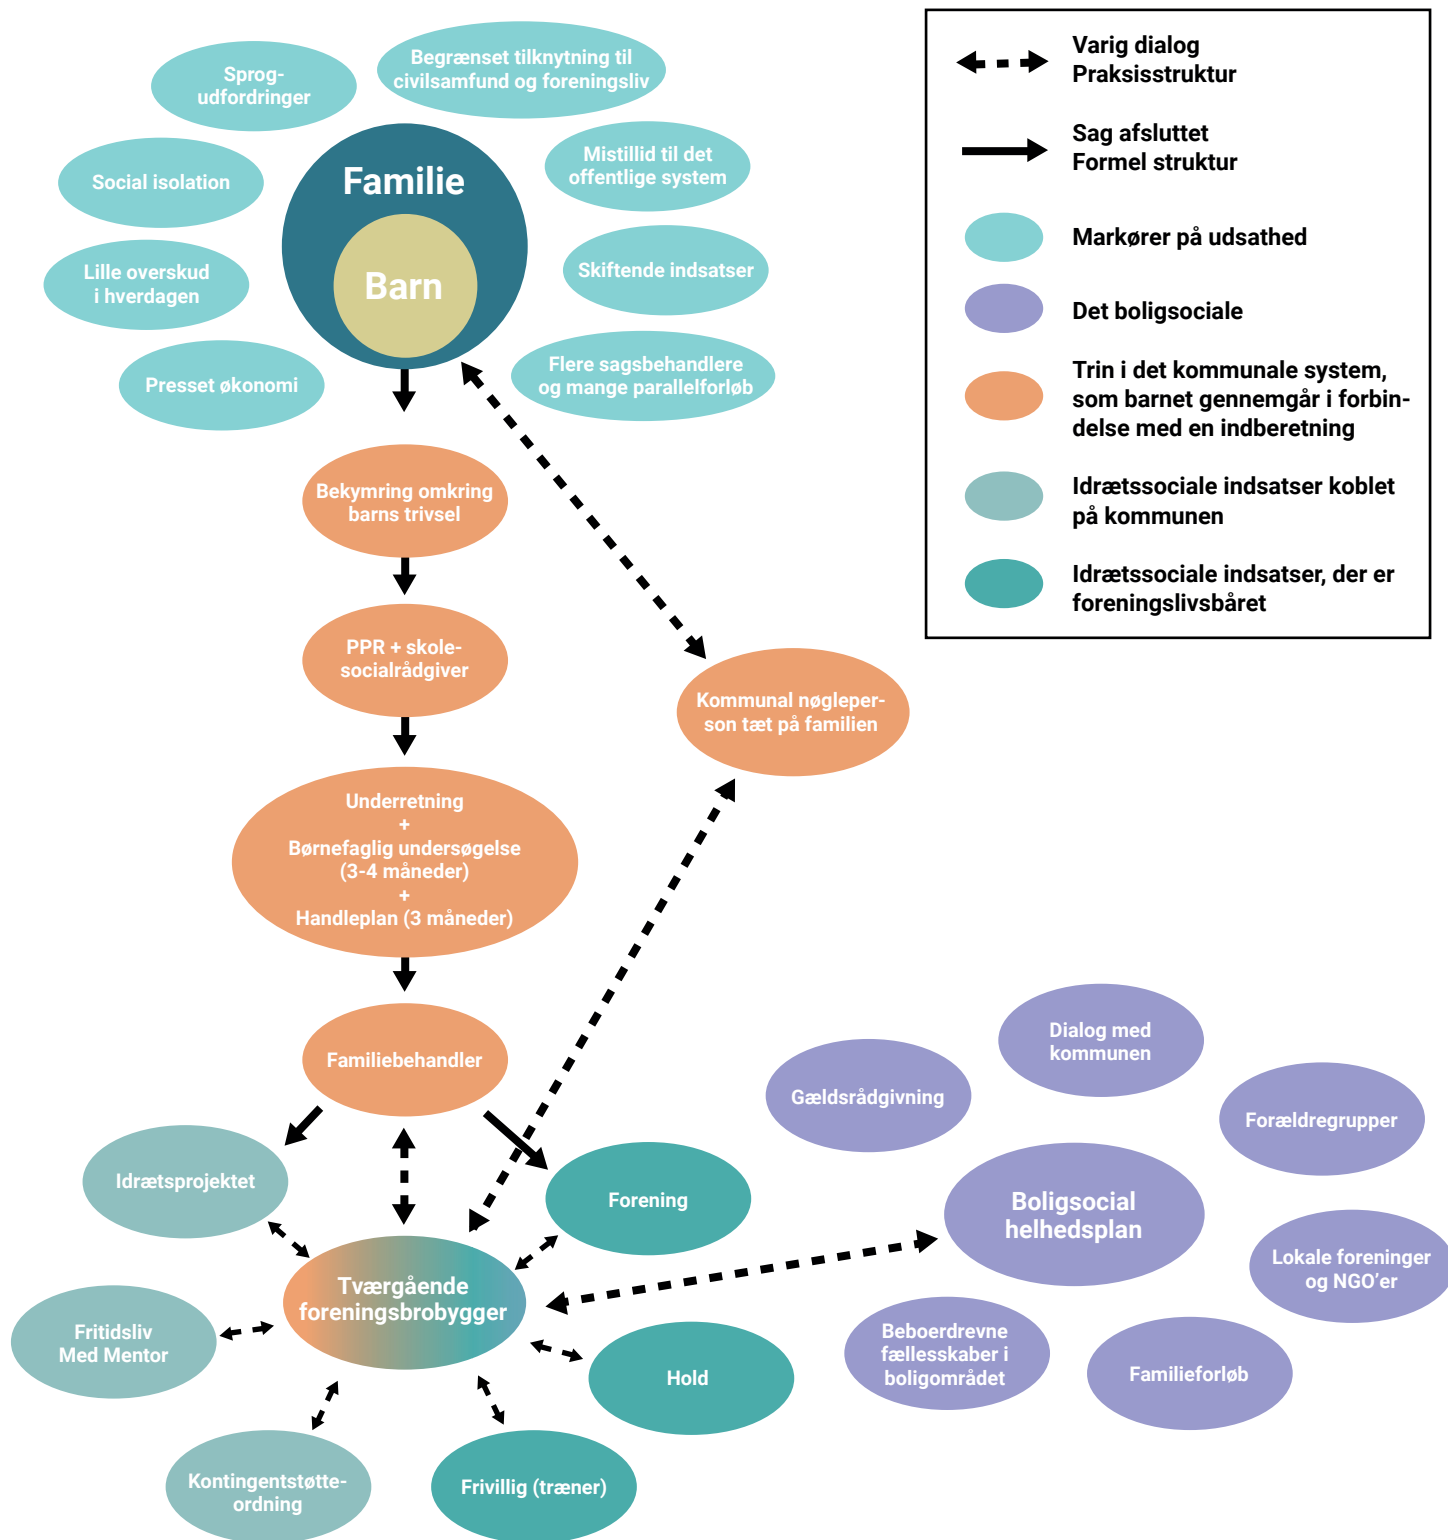 Sprog-
udfordringer
Begrænset tilknytning til
civilsamfund og foreningsliv
Social isolation
Familie
Mistillid til det
offentlige system
Lille overskud
i hverdagen
Barn
Skiftende indsatser
Presset økonomi
Flere sagsbehandlere
og mange parallelforløb
Bekymring omkring
barns trivsel
PPR + skole-
socialrådgiver
Kommunal nøgleper-
son tæt på familien
Underretning
+
Børnefaglig undersøgelse
(3-4 måneder)
+
Handleplan (3 måneder)
Familiebehandler
Idrætsprojektet
Forening
Tværgående
foreningsbrobygger
Fritidsliv
Med Mentor
Hold
Kontingentstøtte-
ordning
Frivillig (træner)
Dialog med
kommunen
Gældsrådgivning
Forældregrupper
Boligsocial
helhedsplan
Lokale foreninger
og NGO’er
Beboerdrevne
fællesskaber i
boligområdet
Familieforløb
Varig dialog
Praksisstruktur
Sag afsluttet
Formel struktur
Markører på udsathed
Det boligsociale
Trin i det kommunale system,
som barnet gennemgår i forbin-
delse med en indberetning
Idrætssociale indsatser koblet
på kommunen
Idrætssociale indsatser, der er
foreningslivsbåret